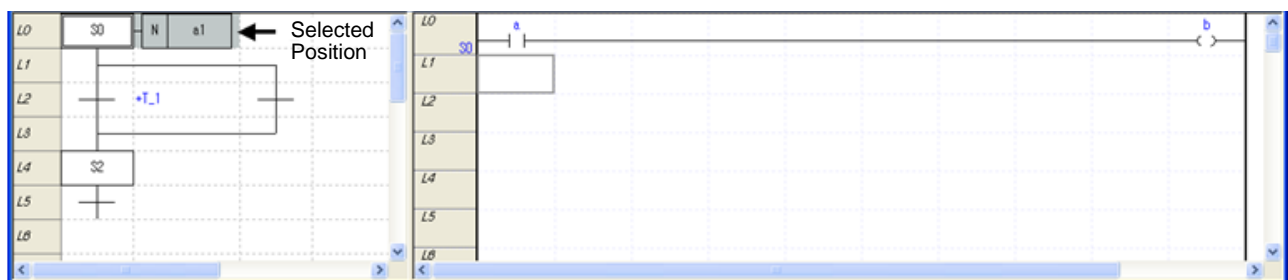 L0 S0 N a1 Selected
Position
L1
L2 +T_1
L3
L4 S2
L5
L6
L0 a b
S0
L1
L2
L3
L4
L5
L6